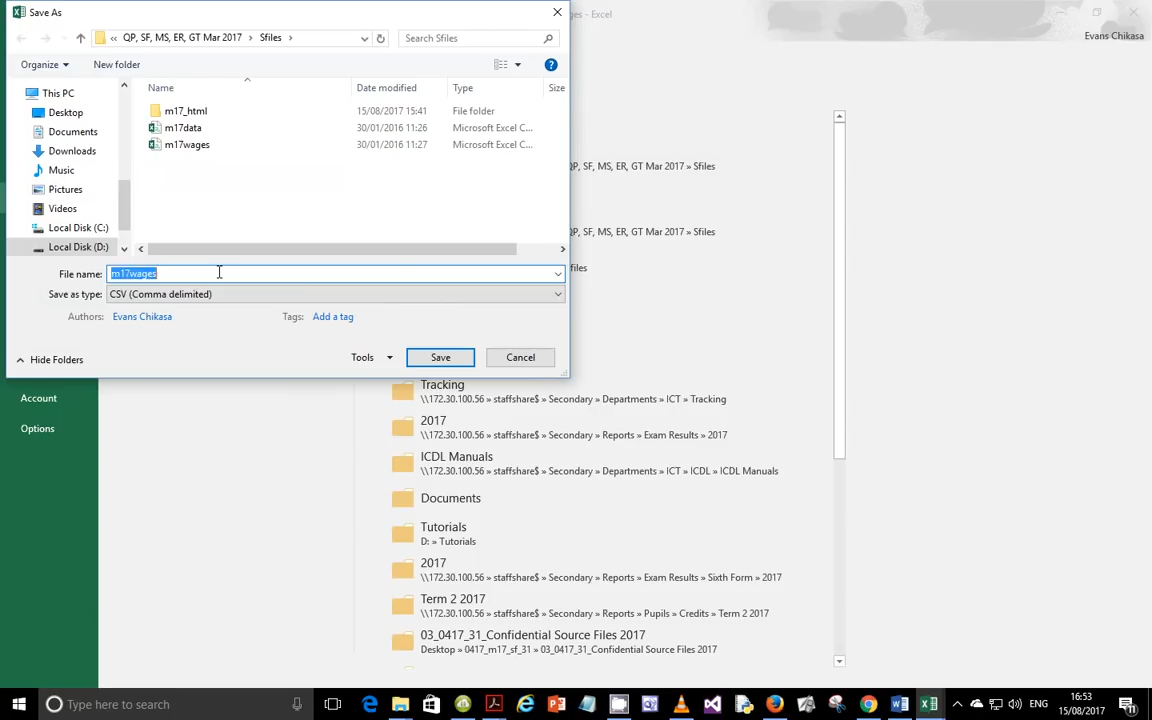 Save As
ges - Excel
Evans Chikasa
« QP, SF, MS, ER, GT Mar 2017 > Sfiles >
Search Sfiles
Organize
New folder
Name
Date modified
Type
Size
This PC
Desktop
Documents
Downloads
Music
Pictures
Videos
Local Disk (C:)
Local Disk (D:)
m17_html 15/08/2017 15:41 File folder
m17data 30/01/2016 11:26 Microsoft Excel C...
m17wages 30/01/2016 11:27 Microsoft Excel C...
QP, SF, MS, ER, GT Mar 2017 » Sfiles
QP, SF, MS, ER, GT Mar 2017 » Sfiles
files
File name: m17wages
Save as type: CSV (Comma delimited)
Authors: Evans Chikasa
Tags: Add a tag
Hide Folders
Tools
Save
Cancel
Account
Options
Tracking
\\172.30.100.56 » staffshare$ » Secondary » Departments » ICT » Tracking
2017
\\172.30.100.56 » staffshare$ » Secondary » Reports » Exam Results » 2017
ICDL Manuals
\\172.30.100.56 » staffshare$ » Secondary » Departments » ICT » ICDL » ICDL Manuals
Documents
Tutorials
D: » Tutorials
2017
\\172.30.100.56 » staffshare$ » Secondary » Reports » Exam Results » Sixth Form » 2017
Term 2 2017
\\172.30.100.56 » staffshare$ » Secondary » Reports » Pupils » Credits » Term 2 2017
03_0417_31_Confidential Source Files 2017
Desktop » 0417_m17_sf_31 » 03_0417_31_Confidential Source Files 2017
Type here to search
ENG
16:53
15/08/2017